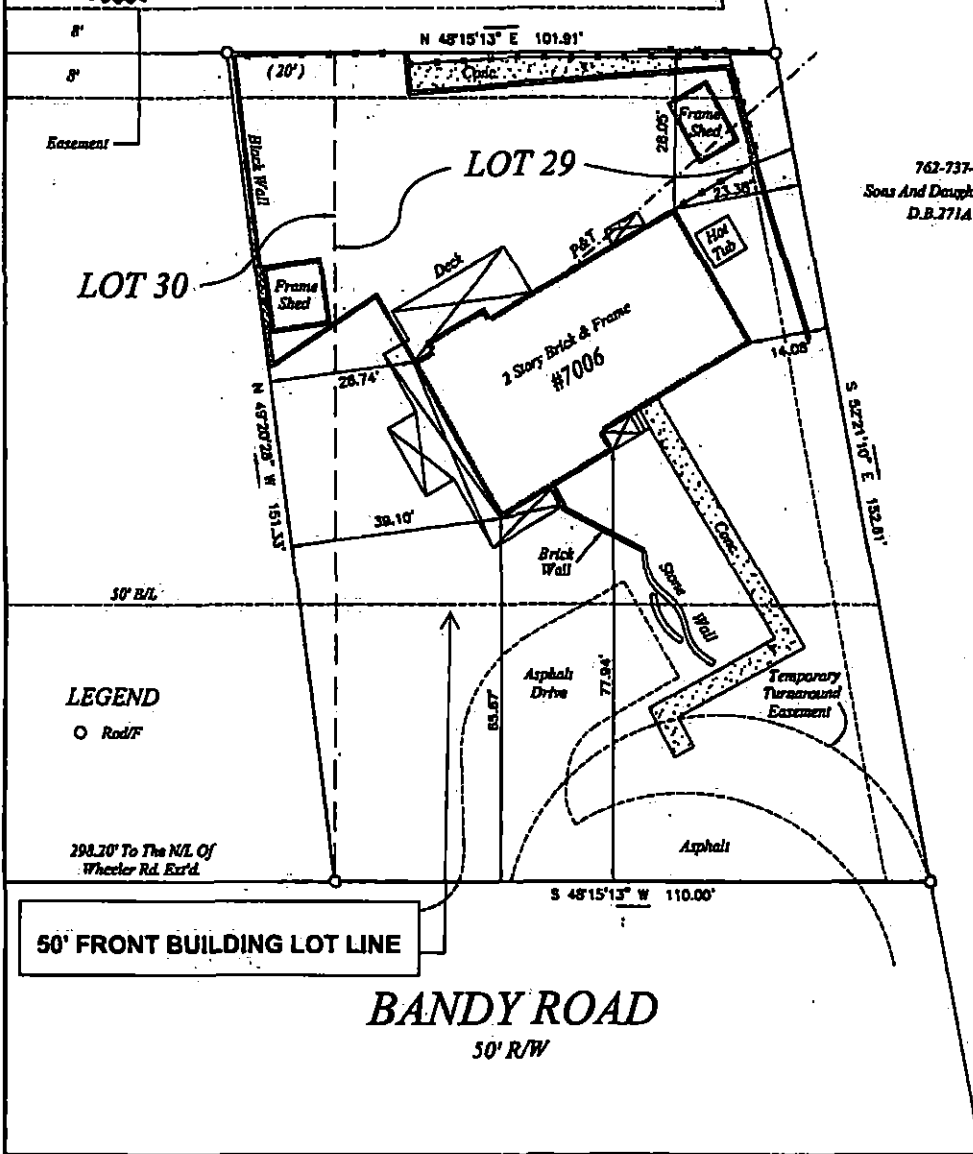 8'
N 48°15'13" E 101.91'
8'
(20')
Conc.
Easement
Block Wall
LOT 29
28.05'
Frame
Shed
762-737-
Sons And Daugh
D.B.271A
23.30'
P&T
Hot
Tub
LOT 30
Frame
Shed
Deck
2 Story Brick & Frame
#7006
28.74'
14.08'
N 49°20'28" W 151.33'
S 52°21'10" E 152.81'
39.10'
Brick
Wall
Conc.
Stone Wall
50' B/L
LEGEND
Rod/F
Asphalt
Drive
77.94'
65.67'
Temporary
Turnaround
Easement
298.20' To The N/L Of
Wheeler Rd. Ext'd.
Asphalt
S 48°15'13" W 110.00'
50' FRONT BUILDING LOT LINE
BANDY ROAD
50' R/W